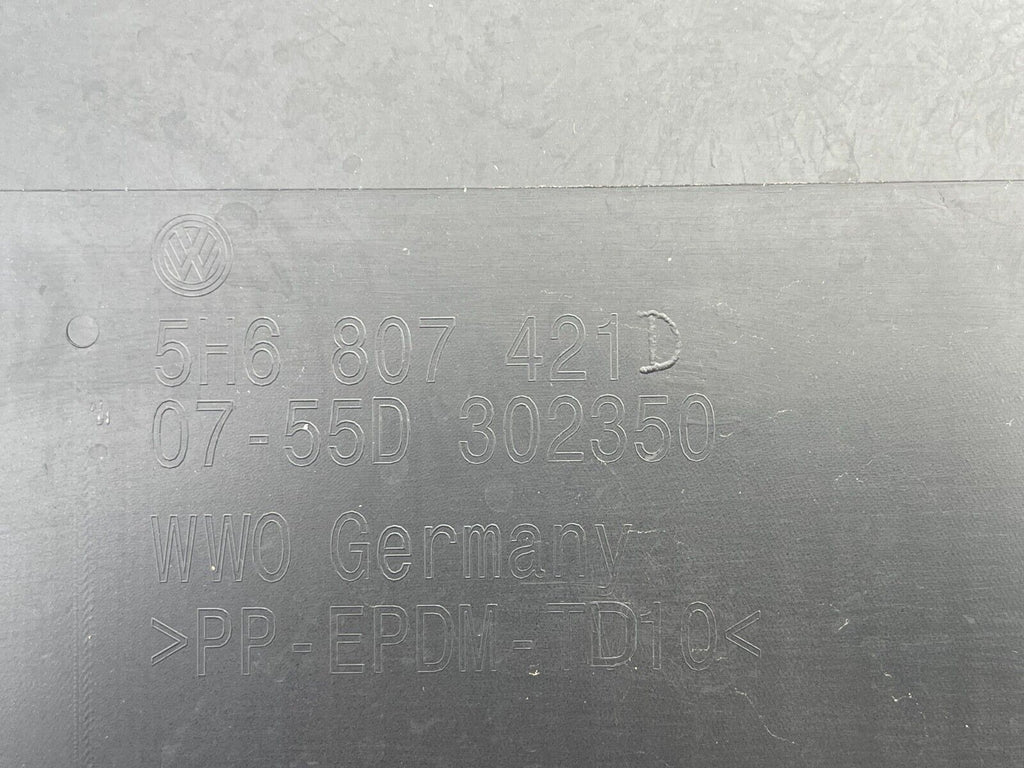 5H6 807 421D
07-55D 302350
WWO Germany
>PP-EPDM-TD10<